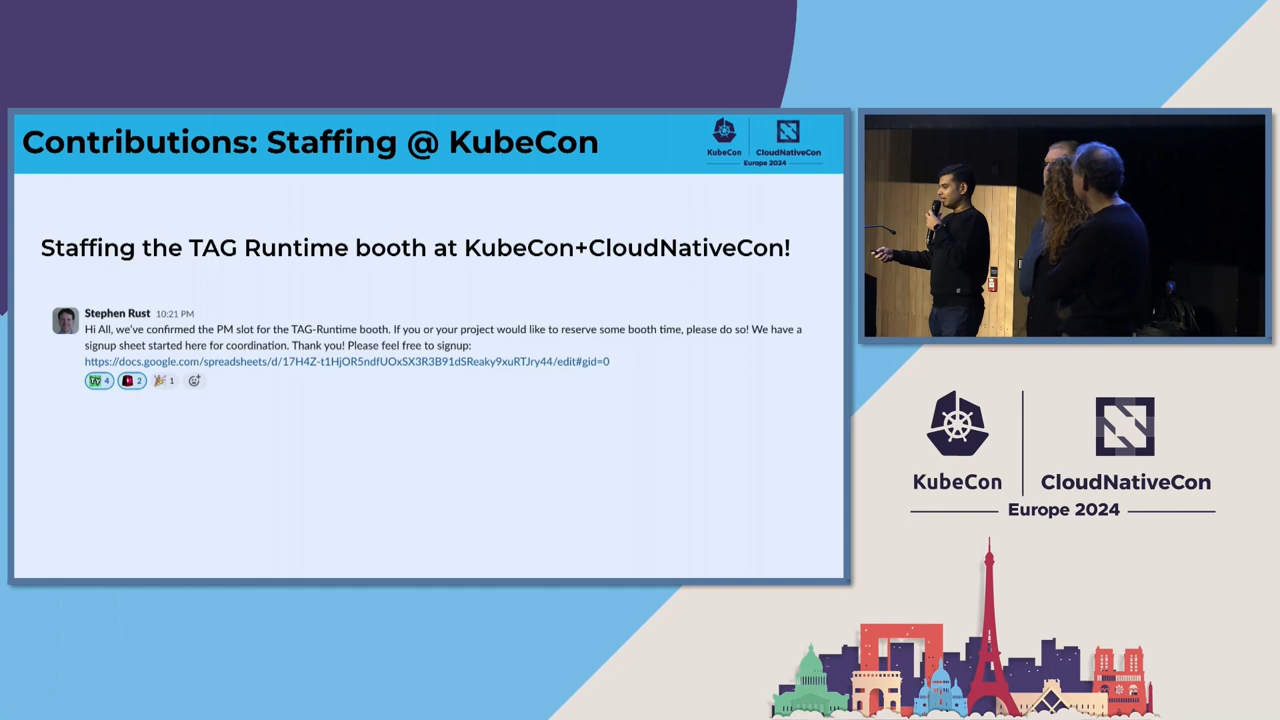 Contributions: Staffing @ KubeCon
KubeCon
CloudNativeCon
Europe 2024
Staffing the TAG Runtime booth at KubeCon+CloudNativeCon!
Stephen Rust 10:21 PM
Hi All, we've confirmed the PM slot for the TAG-Runtime booth. If you or your project would like to reserve some booth time, please do so! We have a
signup sheet started here for coordination. Thank you! Please feel free to signup:
https://docs.google.com/spreadsheets/d/17H4Z-t1HjOR5ndfUOxSX3R3B91dSReaky9xuRTJry44/edit#gid=0
4 2 1
KubeCon
CloudNativeCon
Europe 2024